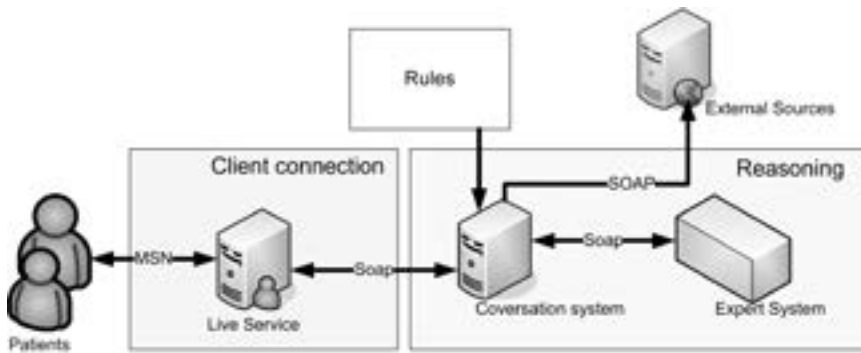 Rules
External Sources
Client connection
Reasoning
SOAP
MSN
Soap
Soap
Live Service
Coversation system
Expert System
Patients